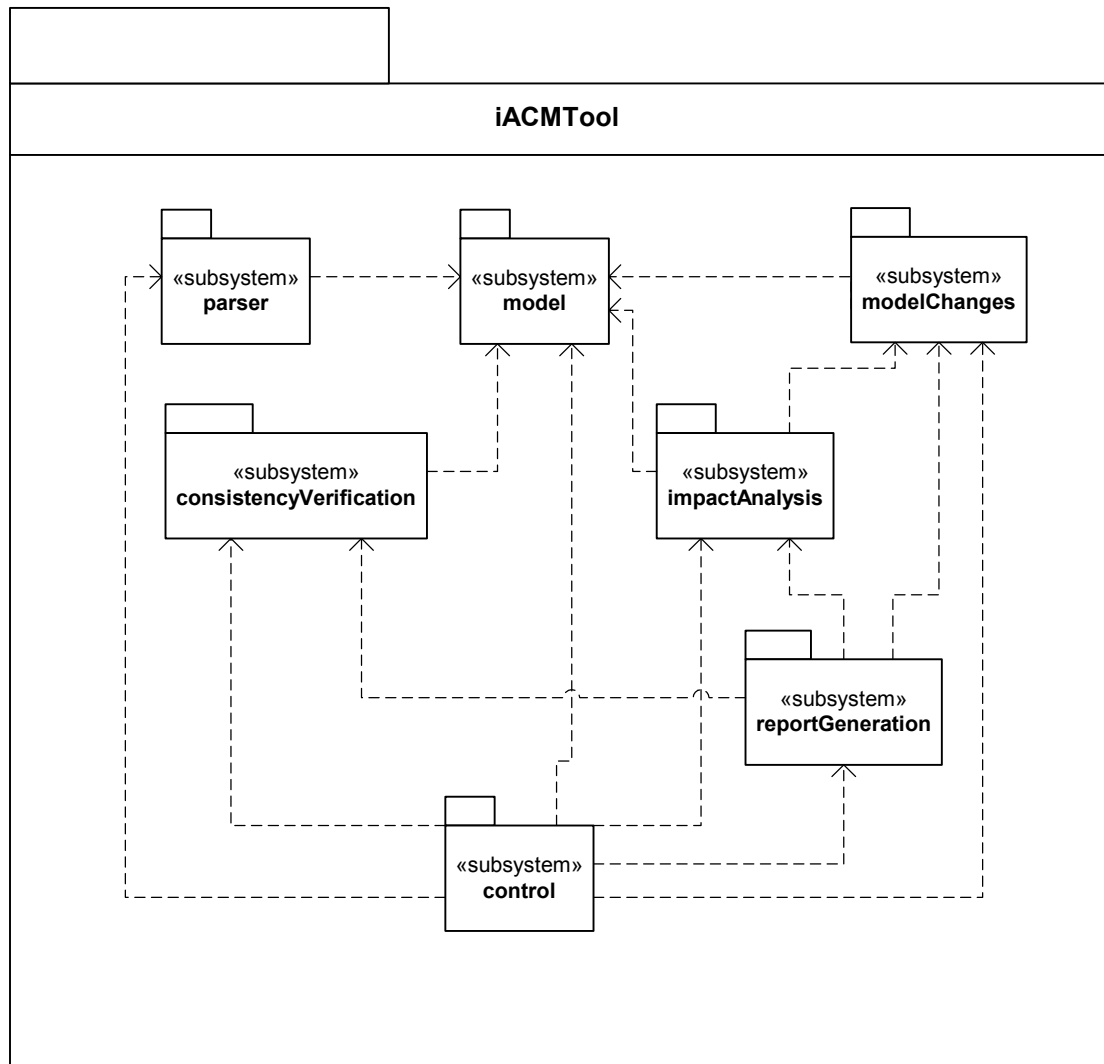 iACMTool
«subsystem»
parser
«subsystem»
model
«subsystem»
modelChanges
«subsystem»
consistencyVerification
«subsystem»
impactAnalysis
«subsystem»
reportGeneration
«subsystem»
control